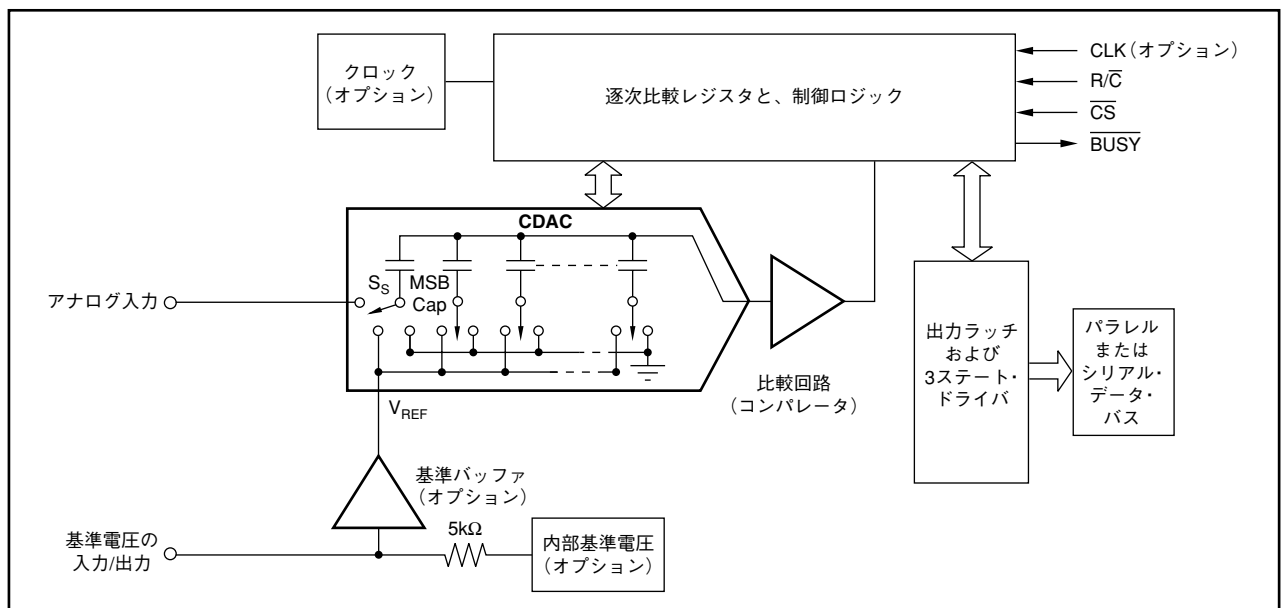 クロック
(オプション)
逐次比較レジスタと、制御ロジック
CLK(オプション)
R/C̅
C̅S̅
B̅U̅S̅Y̅
CDAC
SS
MSB
Cap
アナログ入力
VREF
比較回路
(コンパレータ)
出力ラッチ
および
3ステート・
ドライバ
パラレル
または
シリアル・
データ・
バス
基準バッファ
(オプション)
5kΩ
基準電圧の
入力/出力
内部基準電圧
(オプション)